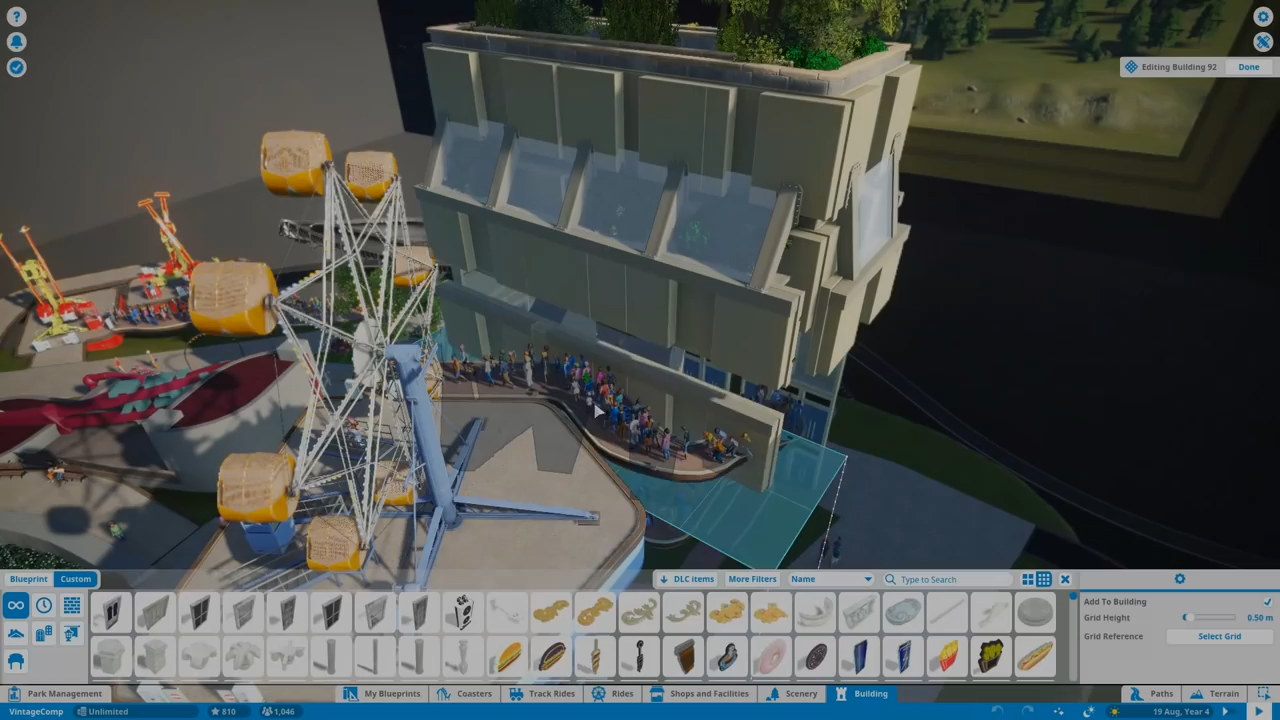 Editing Building 92 Done
Blueprint Custom
DLC items More Filters Name Type to Search
Add To Building
Grid Height 0.50 m
Grid Reference Select Grid
Park Management My Blueprints Coasters Track Rides Rides Shops and Facilities Scenery Building Paths Terrain
VintageComp Unlimited 810 1,046 19 Aug, Year 4